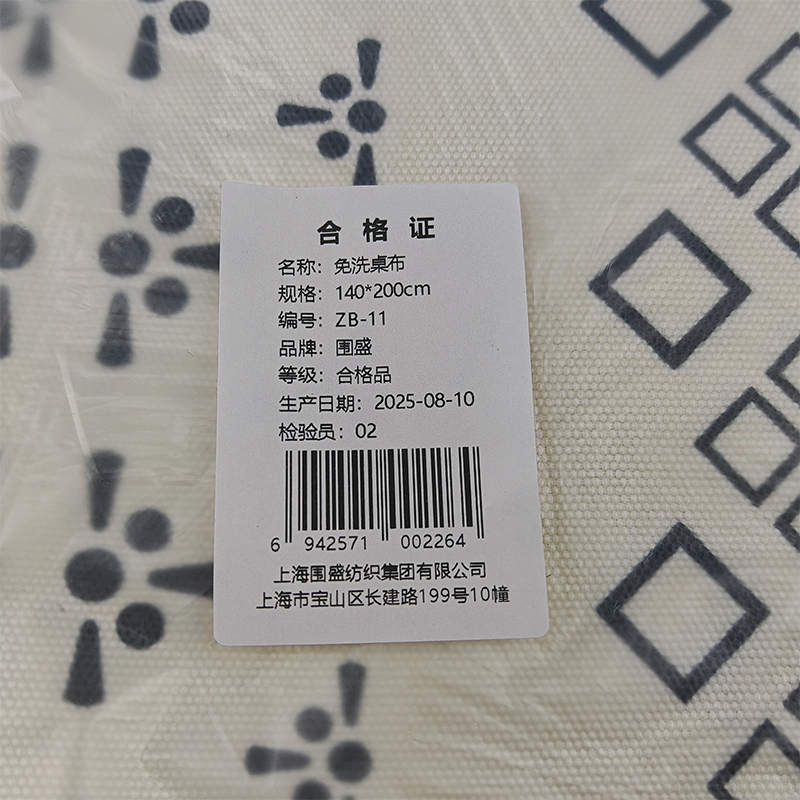 合格证
名称：免洗桌布
规格：140*200cm
编号：ZB-11
品牌：围盛
等级：合格品
生产日期：2025-08-10
检验员：02
6 942571 002264
上海围盛纺织集团有限公司
上海市宝山区长建路199号10幢